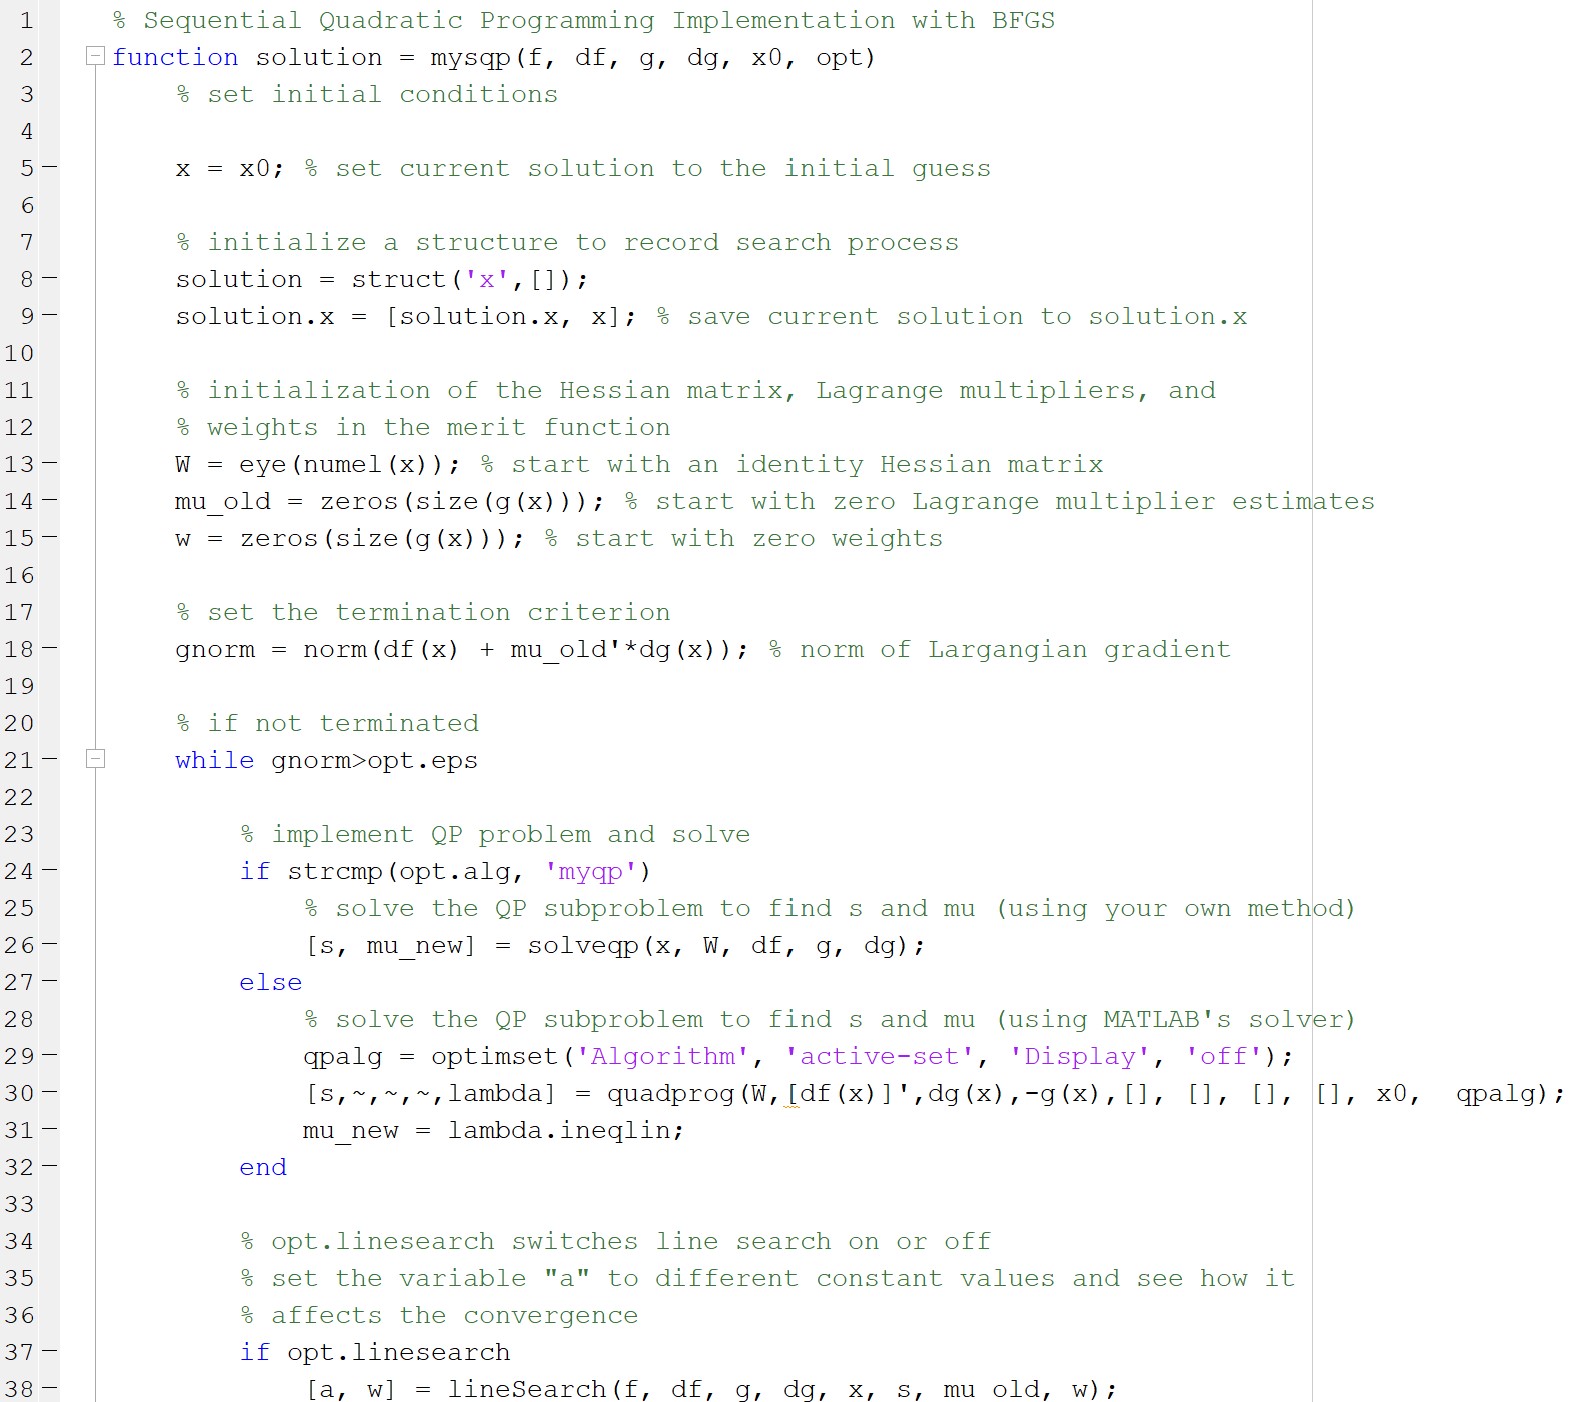 1 % Sequential Quadratic Programming Implementation with BFGS
2 function solution = mysqp(f, df, g, dg, x0, opt)
3 % set initial conditions
4
5 x = x0; % set current solution to the initial guess
6
7 % initialize a structure to record search process
8 solution = struct('x',[]);
9 solution.x = [solution.x, x]; % save current solution to solution.x
10
11 % initialization of the Hessian matrix, Lagrange multipliers, and
12 % weights in the merit function
13 W = eye(numel(x)); % start with an identity Hessian matrix
14 mu_old = zeros(size(g(x))); % start with zero Lagrange multiplier estimates
15 w = zeros(size(g(x))); % start with zero weights
16
17 % set the termination criterion
18 gnorm = norm(df(x) + mu_old'*dg(x)); % norm of Largangian gradient
19
20 % if not terminated
21 while gnorm>opt.eps
22
23 % implement QP problem and solve
24 if strcmp(opt.alg, 'myqp')
25 % solve the QP subproblem to find s and mu (using your own method)
26 [s, mu_new] = solveqp(x, W, df, g, dg);
27 else
28 % solve the QP subproblem to find s and mu (using MATLAB's solver)
29 qpalg = optimset('Algorithm', 'active-set', 'Display', 'off');
30 [s,~,~,~,lambda] = quadprog(W,[df(x)]',dg(x),-g(x),[], [], [], [], x0,  qpalg);
31 mu_new = lambda.ineqlin;
32 end
33
34 % opt.linesearch switches line search on or off
35 % set the variable "a" to different constant values and see how it
36 % affects the convergence
37 if opt.linesearch
38 [a, w] = lineSearch(f, df, g, dg, x, s, mu_old, w);